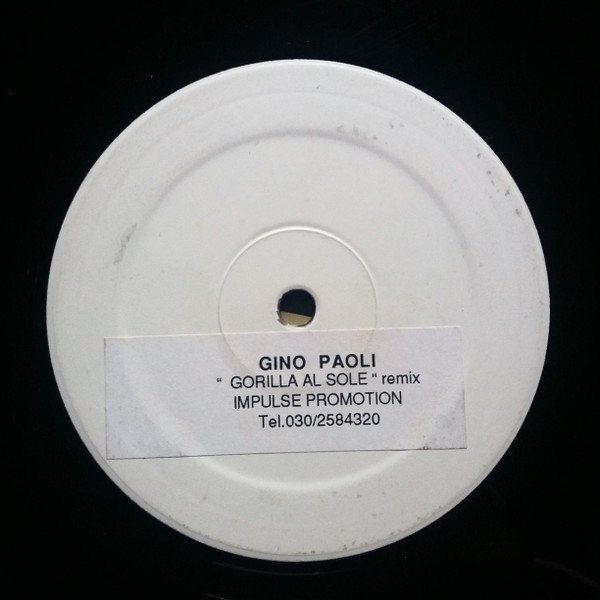 GINO PAOLI
" GORILLA AL SOLE " remix
IMPULSE PROMOTION
Tel.030/2584320